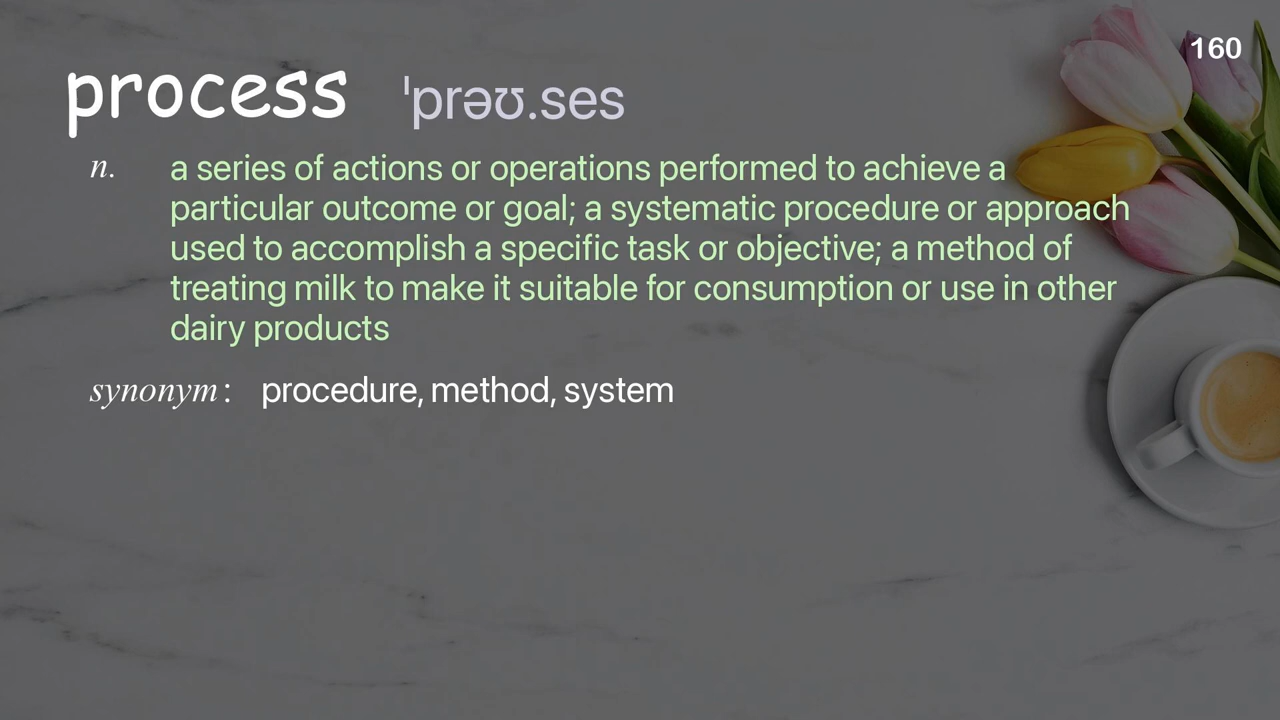 160
process ˈprəʊ.ses
n. a series of actions or operations performed to achieve a
particular outcome or goal; a systematic procedure or approach
used to accomplish a specific task or objective; a method of
treating milk to make it suitable for consumption or use in other
dairy products
synonym: procedure, method, system